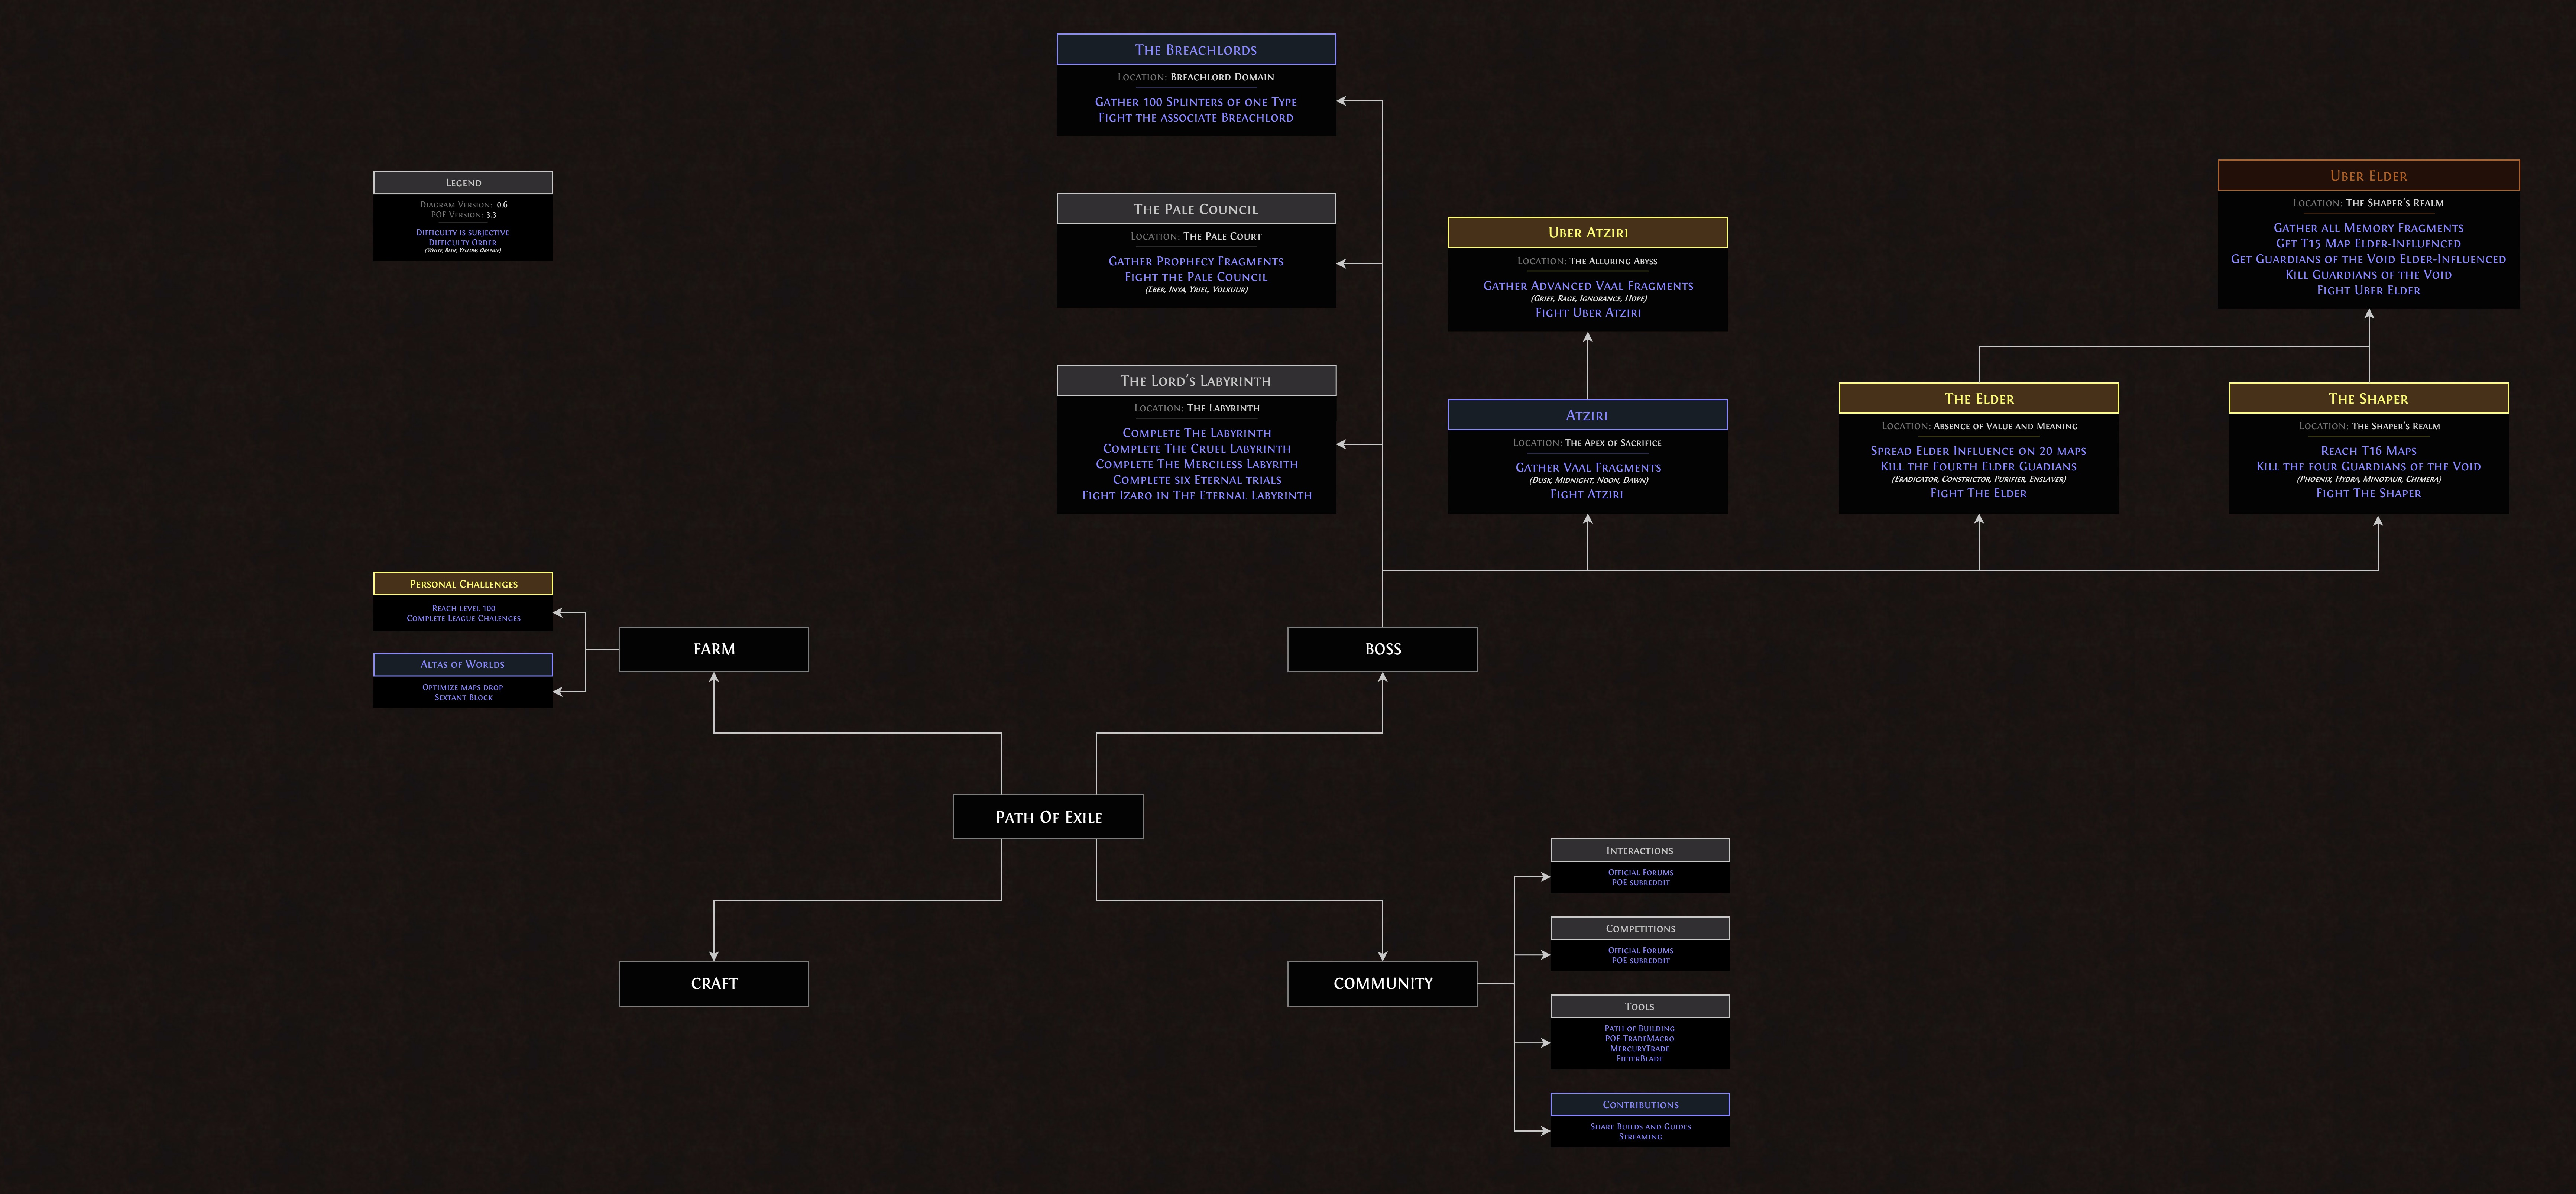 The Breachlords
Location: Breachlord Domain
Gather 100 Splinters of one Type
Fight the associate Breachlord
Legend
Diagram Version: 0.6
POE Version: 3.3
Difficulty is subjective
Difficulty Order
(White, Blue, Yellow, Orange)
The Pale Council
Location: The Pale Court
Gather Prophecy Fragments
Fight the Pale Council
(Eber, Inya, Yriel, Volkuur)
Uber Atziri
Location: The Alluring Abyss
Gather Advanced Vaal Fragments
(Grief, Rage, Ignorance, Hope)
Fight Uber Atziri
Uber Elder
Location: The Shaper's Realm
Gather all Memory Fragments
Get T15 Map Elder-Influenced
Get Guardians of the Void Elder-Influenced
Kill Guardians of the Void
Fight Uber Elder
The Lord's Labyrinth
Location: The Labyrinth
Complete The Labyrinth
Complete The Cruel Labyrinth
Complete The Merciless Labyrith
Complete six Eternal trials
Fight Izaro in The Eternal Labyrinth
Atziri
Location: The Apex of Sacrifice
Gather Vaal Fragments
(Dusk, Midnight, Noon, Dawn)
Fight Atziri
The Elder
Location: Absence of Value and Meaning
Spread Elder Influence on 20 maps
Kill the Fourth Elder Guadians
(Eradicator, Constrictor, Purifier, Enslaver)
Fight The Elder
The Shaper
Location: The Shaper's Realm
Reach T16 Maps
Kill the four Guardians of the Void
(Phoenix, Hydra, Minotaur, Chimera)
Fight The Shaper
Personal Challenges
Reach level 100
Complete League Chalenges
Altas of Worlds
Optimize maps drop
Sextant Block
FARM
BOSS
Path Of Exile
CRAFT
COMMUNITY
Interactions
Official Forums
POE subreddit
Competitions
Official Forums
POE subreddit
Tools
Path of Building
POE-TradeMacro
MercuryTrade
FilterBlade
Contributions
Share Builds and Guides
Streaming